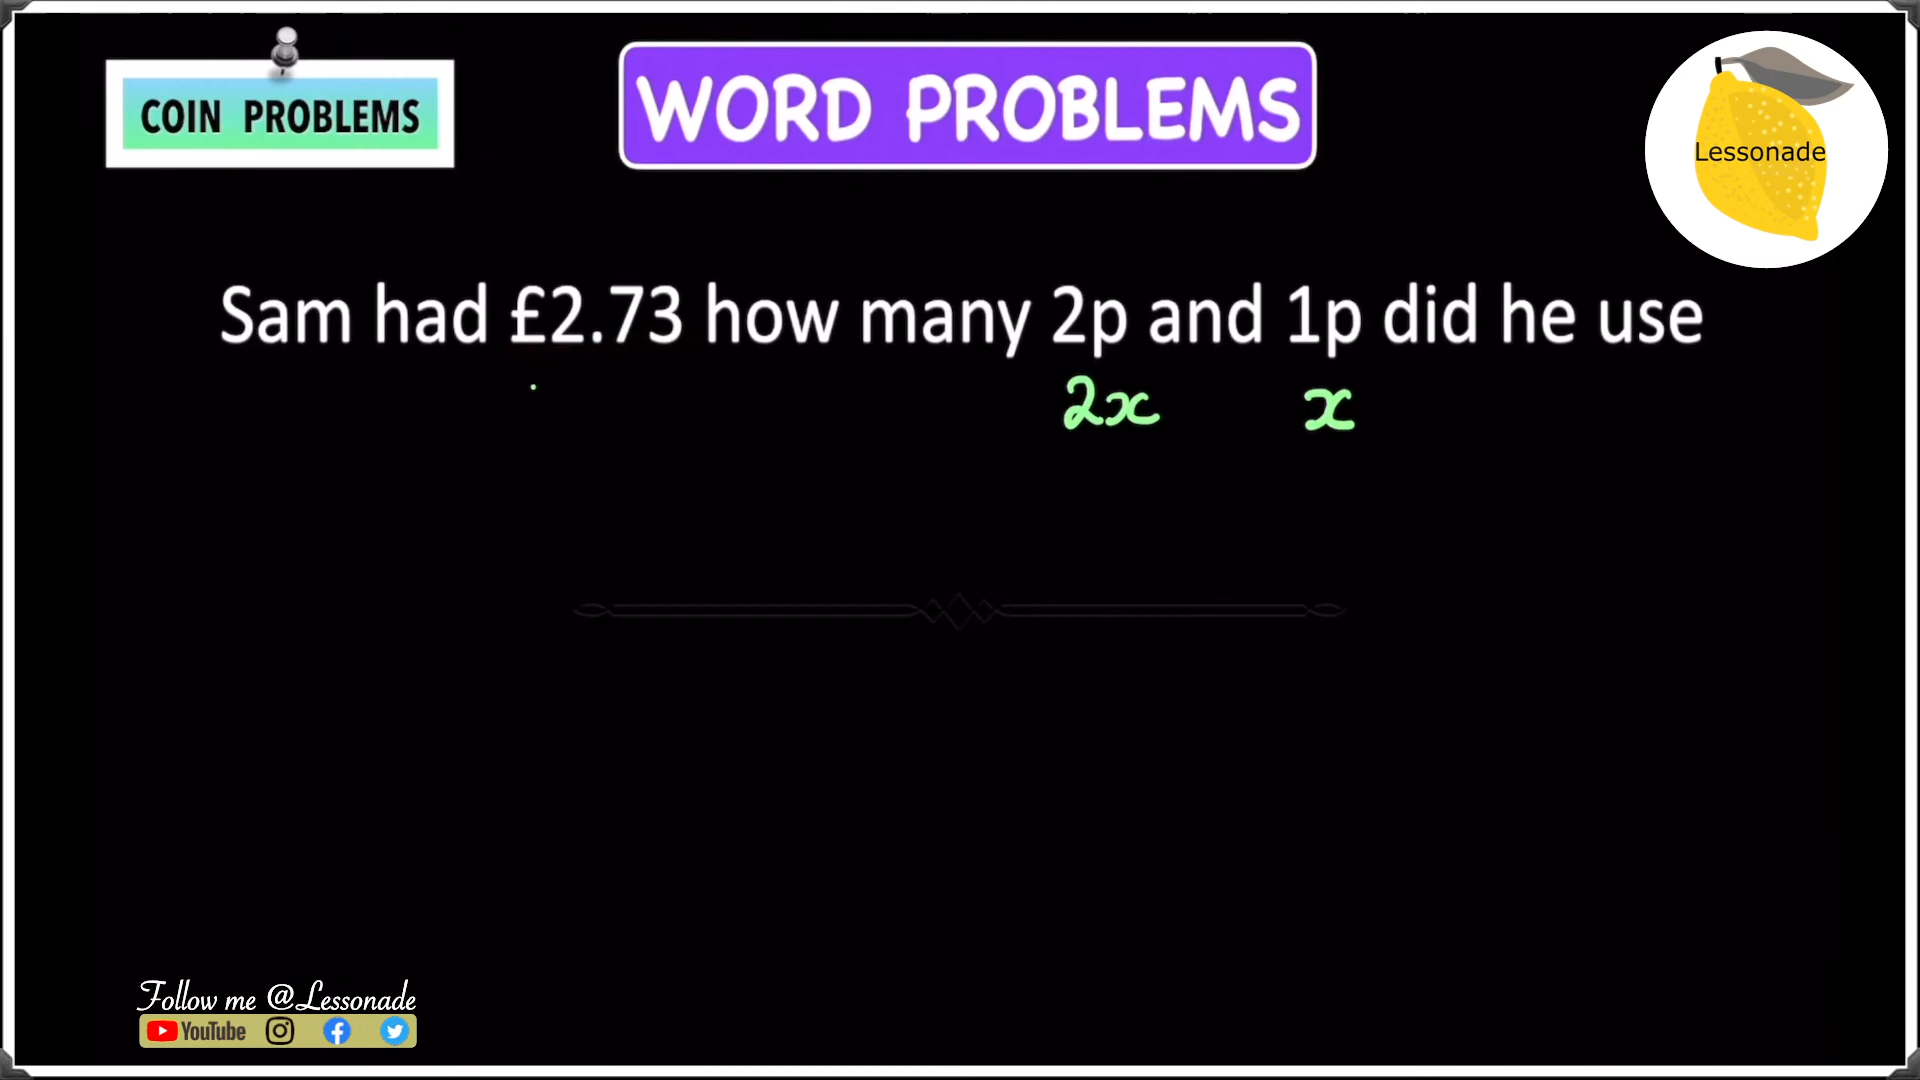 COIN PROBLEMS
WORD PROBLEMS
Lessonade
Sam had £2.73 how many 2p and 1p did he use
2x x
Follow me @Lessonade
YouTube